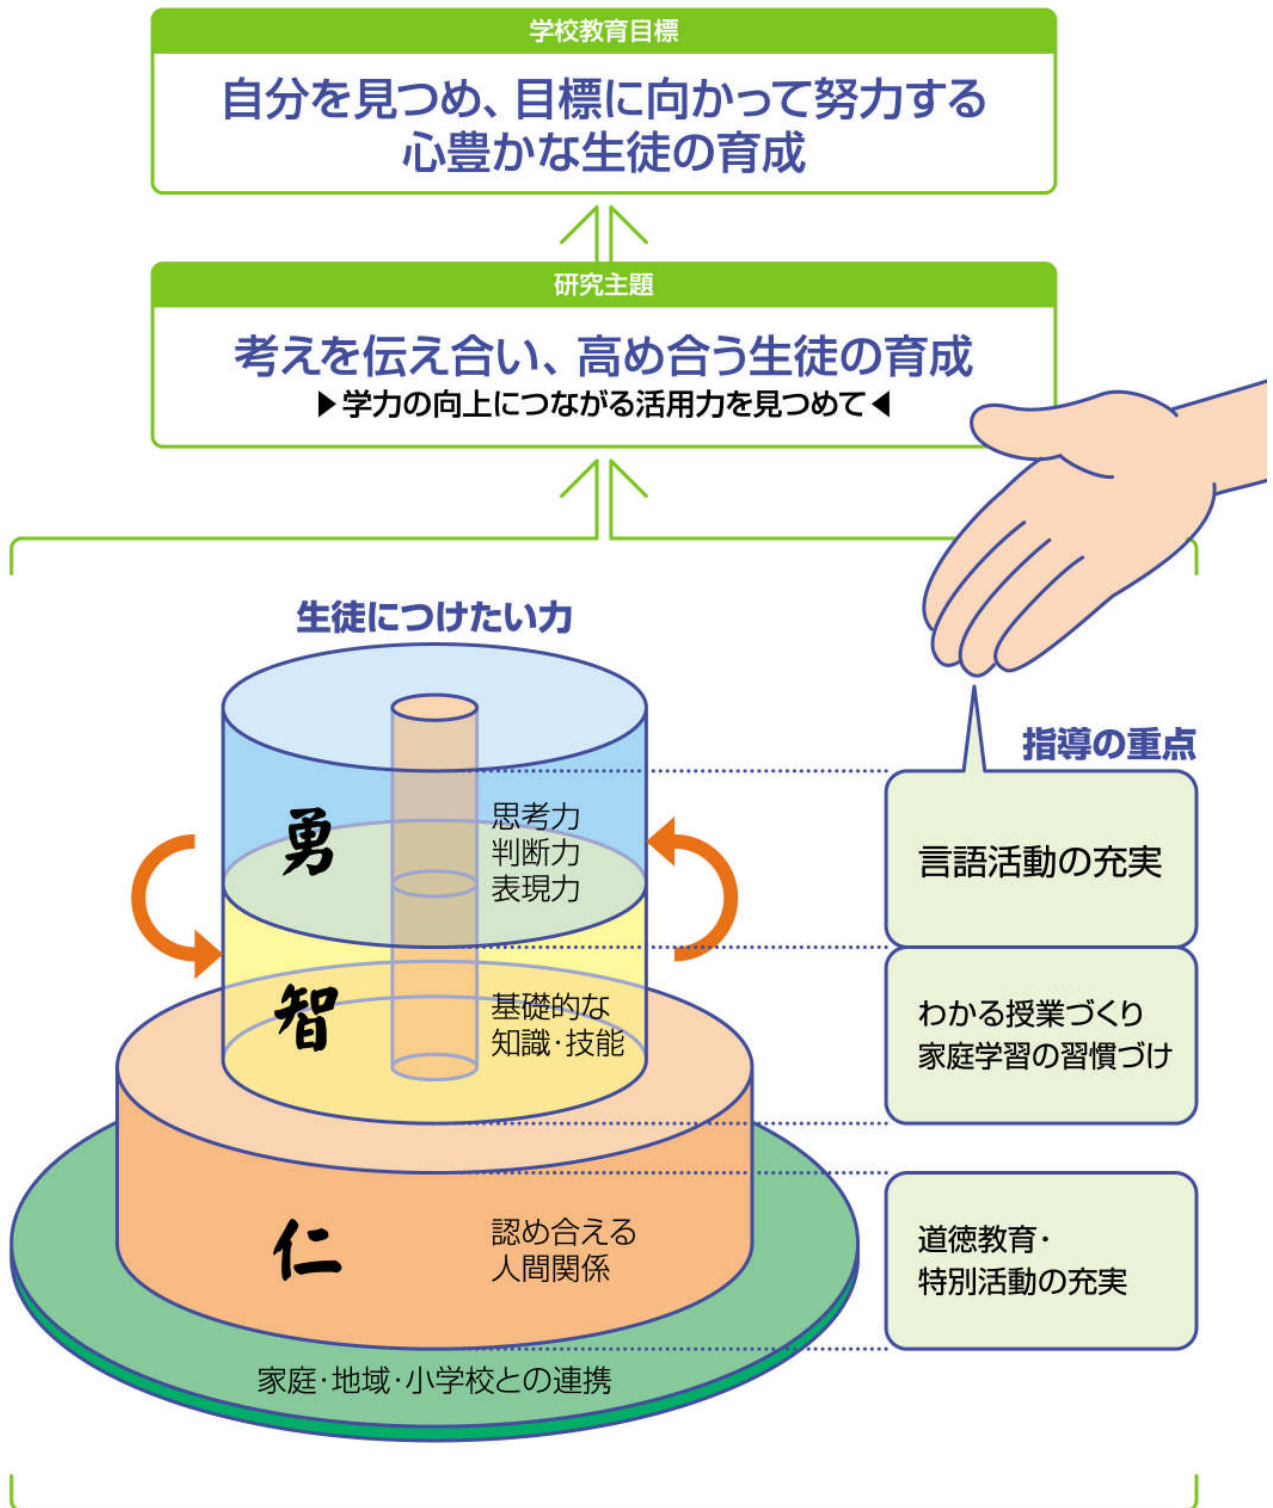 学校教育目標
自分を見つめ、目標に向かって努力する
心豊かな生徒の育成
研究主題
考えを伝え合い、高め合う生徒の育成
▶学力の向上につながる活用力を見つめて◀
生徒につけたい力
指導の重点
勇
思考力
判断力
表現力
言語活動の充実
智
基礎的な
知識・技能
わかる授業づくり
家庭学習の習慣づけ
仁
認め合える
人間関係
道徳教育・
特別活動の充実
家庭・地域・小学校との連携